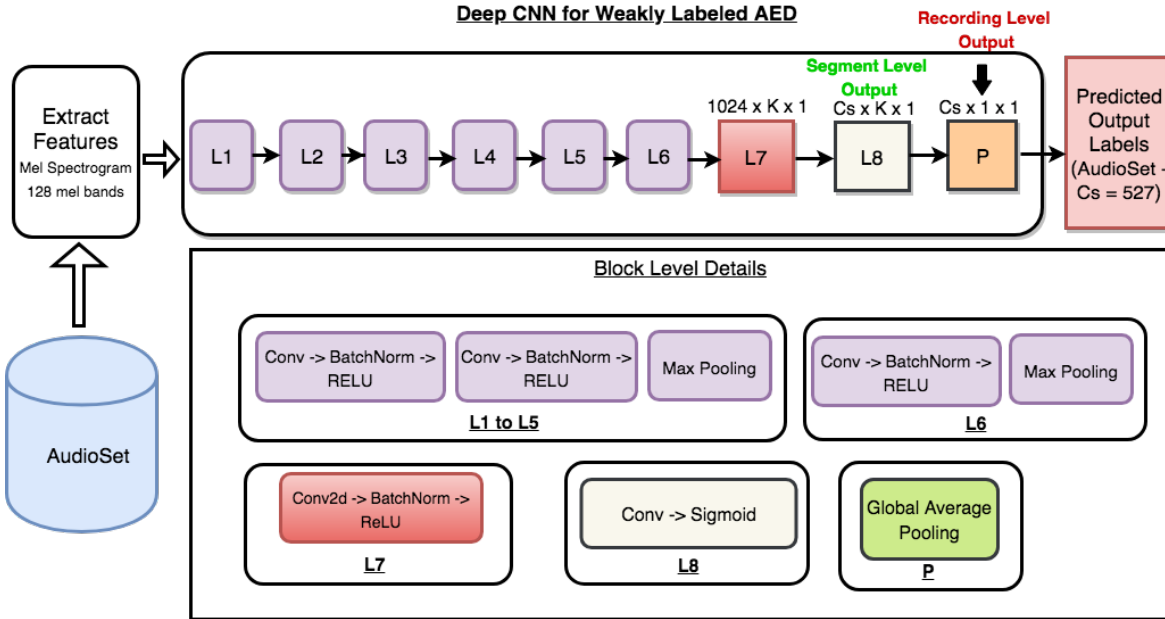 Deep CNN for Weakly Labeled AED
Recording Level
Output
Segment Level
Output
Extract
Features
Mel Spectrogram
128 mel bands
L1
L2
L3
L4
L5
L6
1024 x K x 1
L7
Cs x K x 1
L8
Cs x 1 x 1
P
Predicted
Output
Labels
(AudioSet -
Cs = 527)
AudioSet
Block Level Details
Conv -> BatchNorm ->
RELU
Conv -> BatchNorm ->
RELU
Max Pooling
L1 to L5
Conv -> BatchNorm ->
RELU
Max Pooling
L6
Conv2d -> BatchNorm ->
ReLU
L7
Conv -> Sigmoid
L8
Global Average
Pooling
P